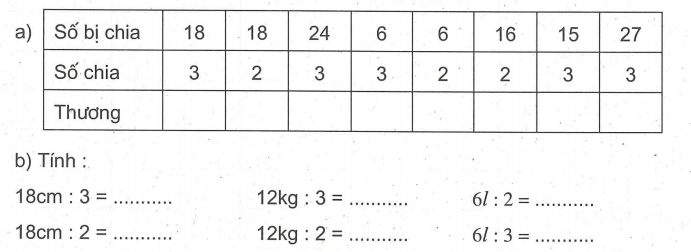 a) Số bị chia 18 18 24 6 6 16 15 27
Số chia 3 2 3 3 2 2 3 3
Thương
b) Tính :
18cm : 3 = ........... 12kg : 3 = ........... 6l : 2 = ...........
18cm : 2 = ........... 12kg : 2 = ........... 6l : 3 = ...........